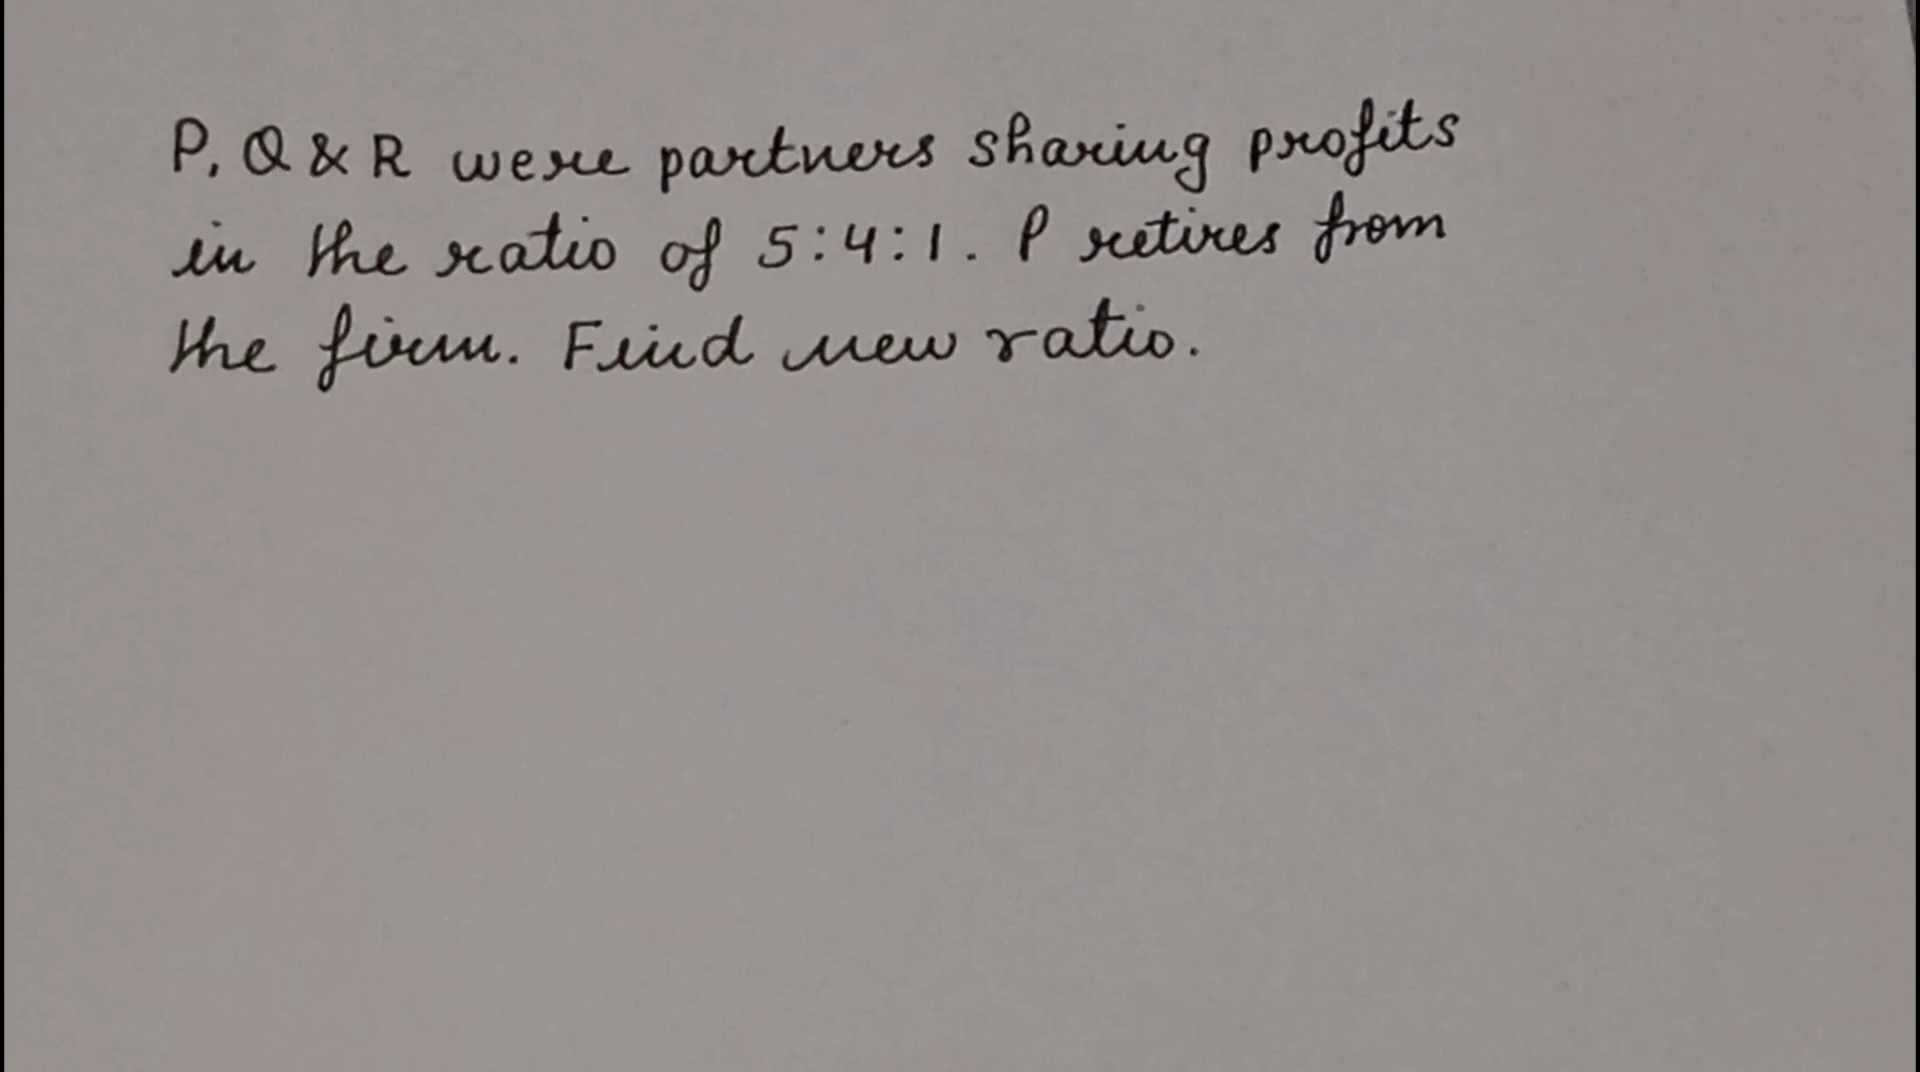 P, Q & R were partners sharing profits
in the ratio of 5:4:1. P retires from
the firm. Find new ratio.